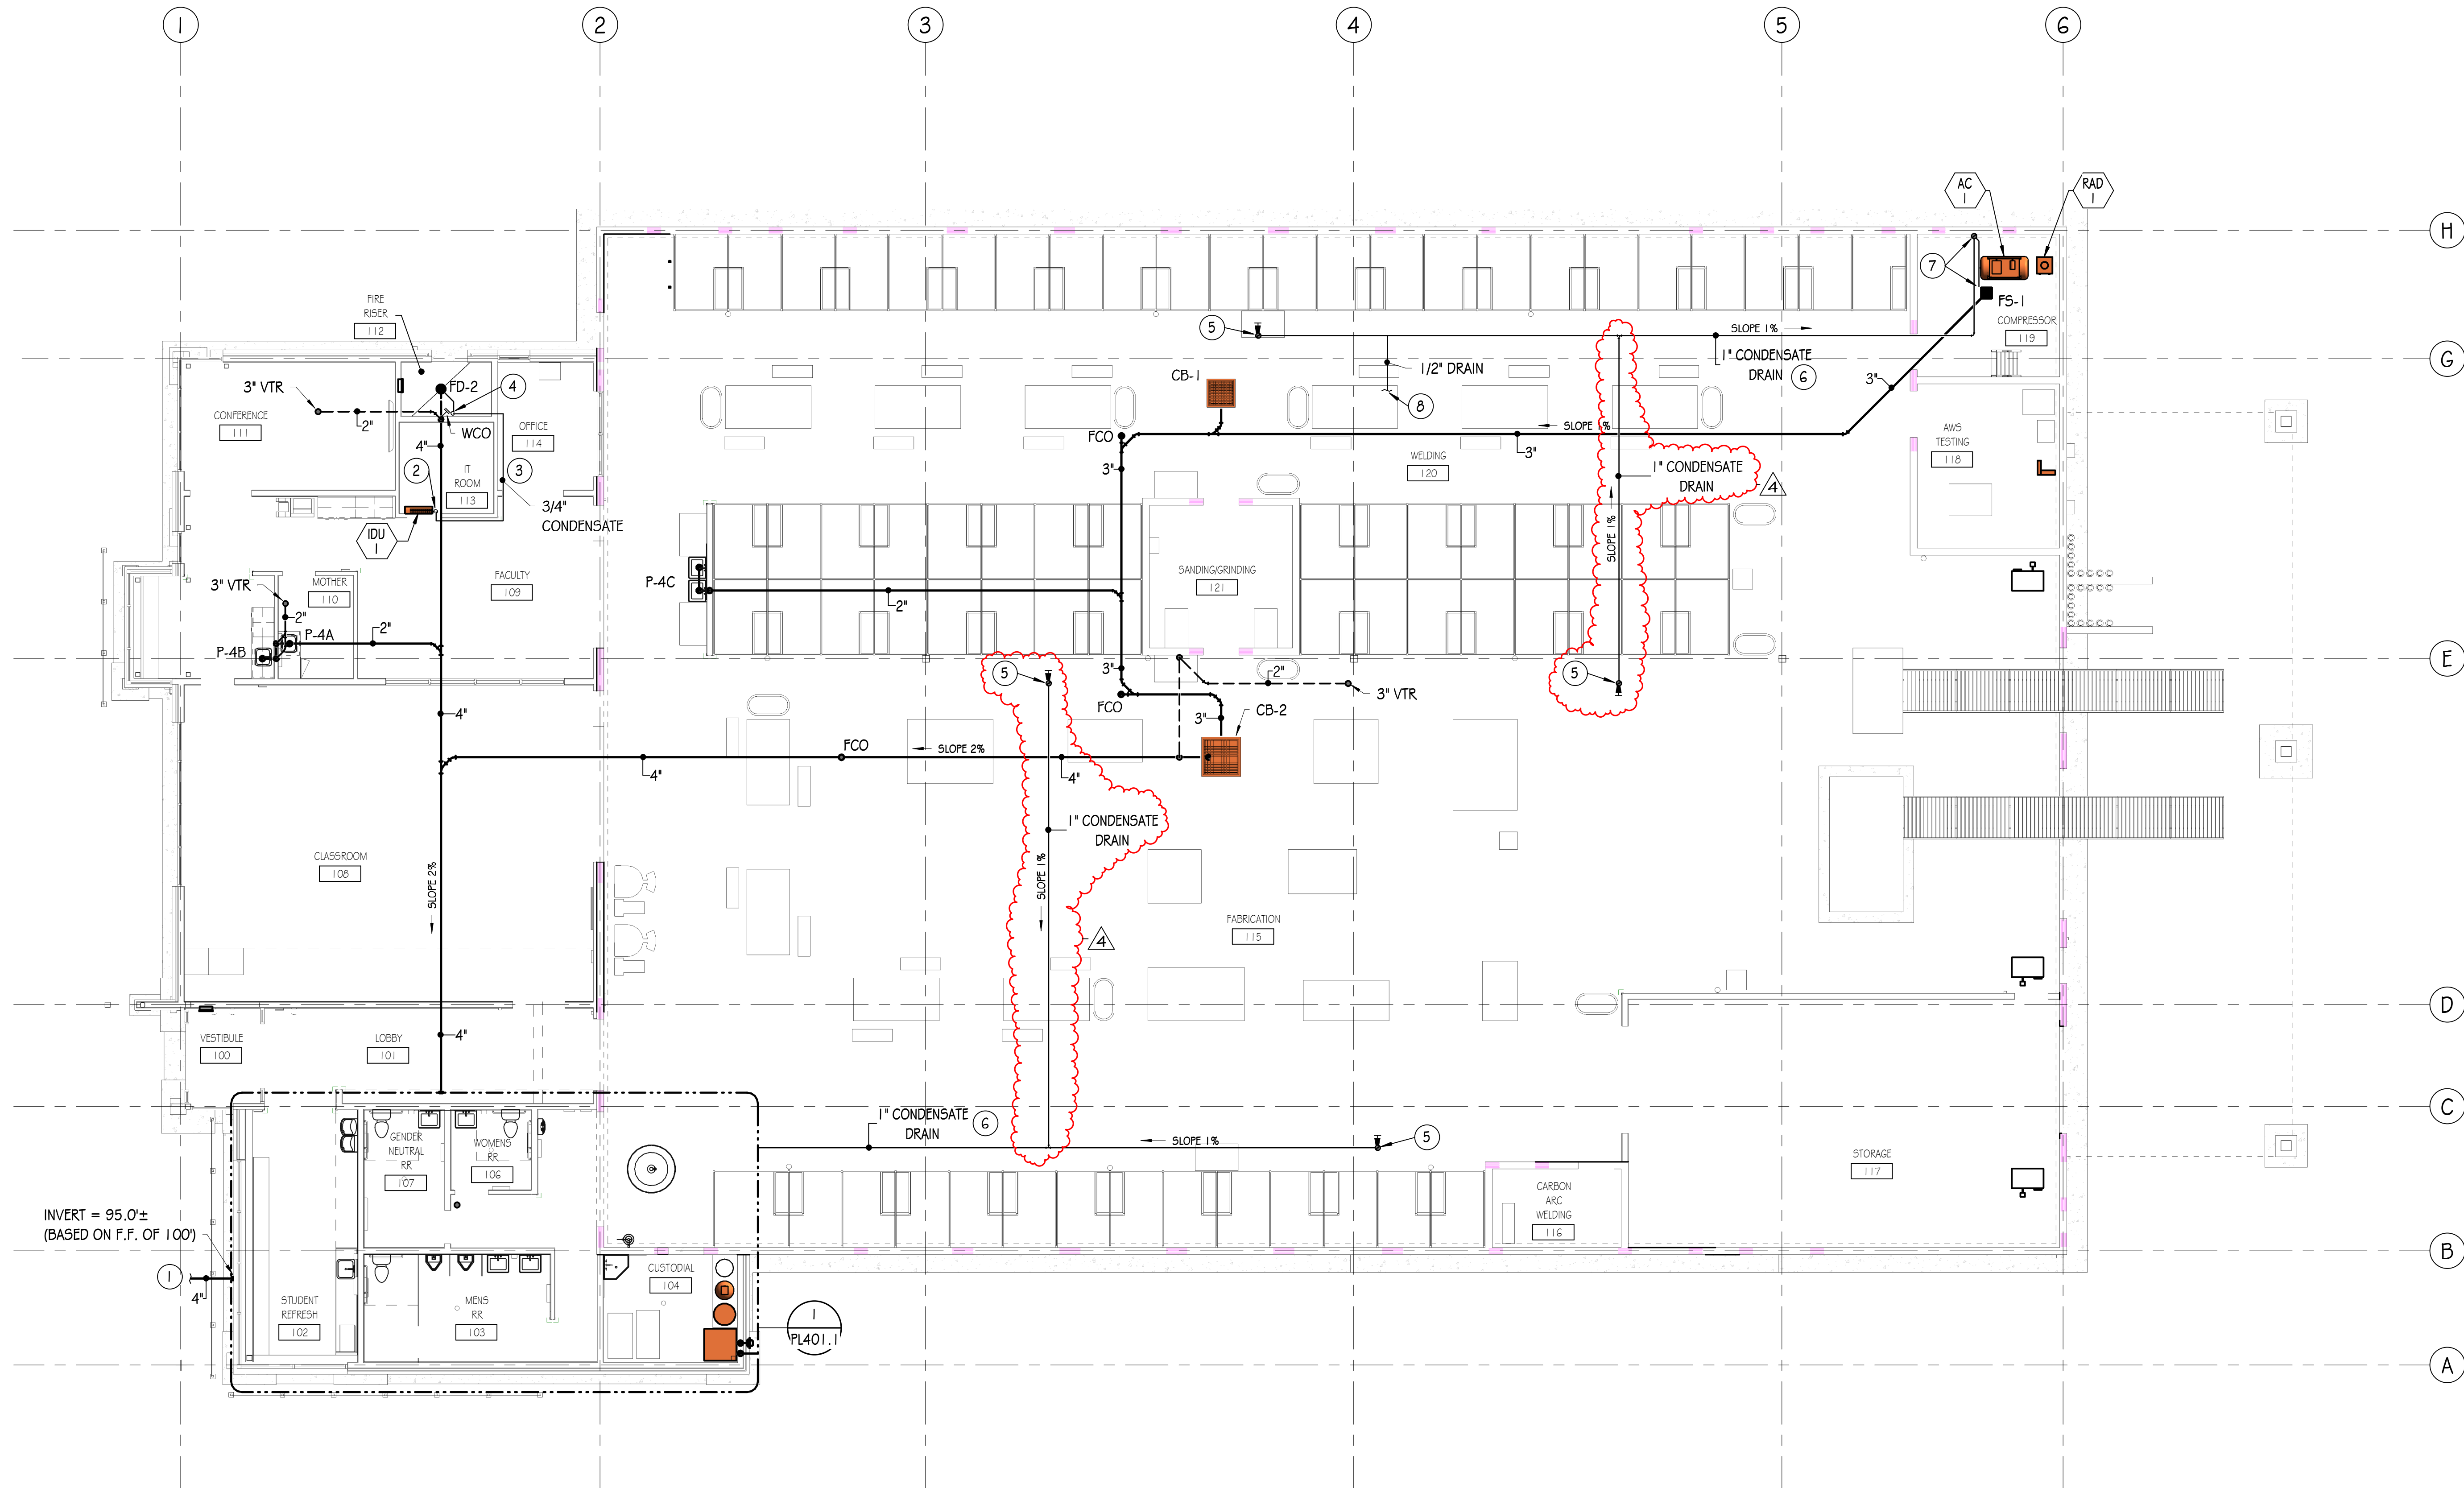 1
2
3
4
5
6
AC
1
RAD
1
H
7
FS-1
COMPRESSOR
119
FIRE
RISER
112
5
SLOPE 1%
1" CONDENSATE
DRAIN
6
G
3" VTR
FD-2
4
CB-1
1/2" DRAIN
3"
CONFERENCE
111
2"
WCO
OFFICE
114
8
FCO
SLOPE 1%
3"
4"
AWS
TESTING
118
WELDING
120
2
IT
ROOM
113
3
3"
1" CONDENSATE
DRAIN
4
3/4"
CONDENSATE
IDU
1
SLOPE 1%
MOTHER
110
FACULTY
109
P-4C
SANDING/GRINDING
121
3" VTR
2"
2"
P-4A
2"
P-4B
E
5
3"
2"
3" VTR
5
FCO
CB-2
3"
4"
FCO
SLOPE 2%
4"
4"
1" CONDENSATE
DRAIN
CLASSROOM
108
SLOPE 2%
SLOPE 1%
FABRICATION
115
4
D
VESTIBULE
100
LOBBY
101
4"
C
1" CONDENSATE
DRAIN
6
SLOPE 1%
5
GENDER
NEUTRAL
RR
107
WOMENS
RR
106
STORAGE
117
CARBON
ARC
WELDING
116
INVERT = 95.0'±
(BASED ON F.F. OF 100')
B
1
4"
CUSTODIAL
104
STUDENT
REFRESH
102
MENS
RR
103
1
PL401.1
A